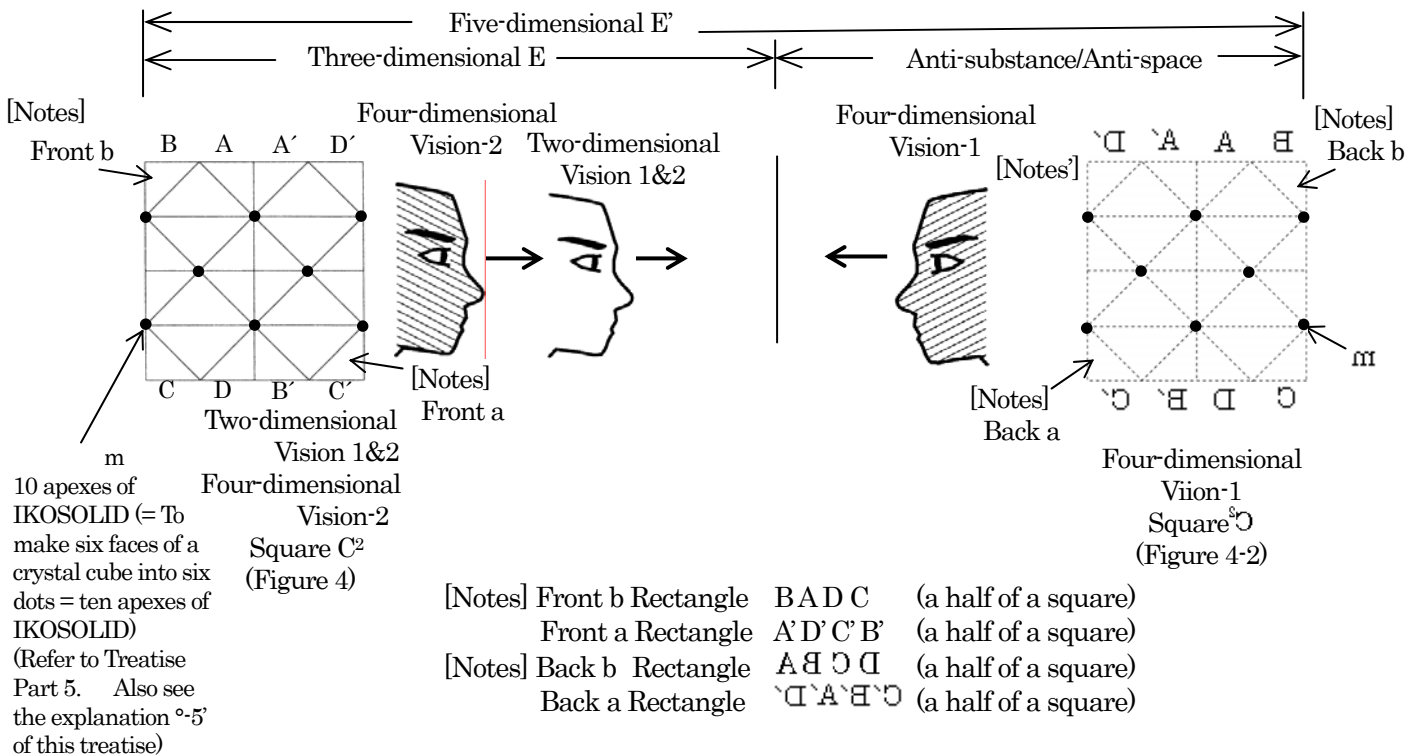 Five-dimensional E’
Three-dimensional E
Anti-substance/Anti-space
[Notes]
Front b
B A A´ D´
Four-dimensional
Vision-2
Two-dimensional
Vision 1&2
Four-dimensional
Vision-1
[Notes’]
D´ A´ A B
[Notes]
Back b
C D B´ C´
[Notes]
Front a
Two-dimensional
Vision 1&2
Four-dimensional
Vision-2
Square C²
(Figure 4)
m
10 apexes of
IKOSOLID (= To
make six faces of a
crystal cube into six
dots = ten apexes of
IKOSOLID)
(Refer to Treatise
Part 5. Also see
the explanation °-5’
of this treatise)
C´ B´ D C
[Notes]
Back a
m
Four-dimensional
Viion-1
Square C²
(Figure 4-2)
[Notes] Front b Rectangle B A D C (a half of a square)
Front a Rectangle A’ D’ C’ B’ (a half of a square)
[Notes] Back b Rectangle A B C D (a half of a square)
Back a Rectangle D´ A´ B´ C´ (a half of a square)